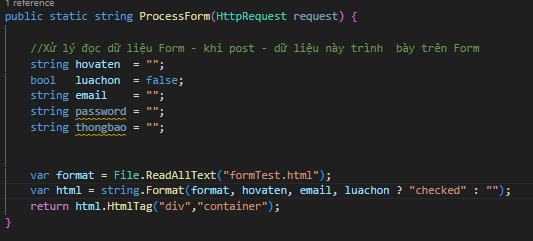 1 reference
public static string ProcessForm(HttpRequest request) {
//Xử lý đọc dữ liệu Form - khi post - dữ liệu này trình  bày trên Form
string hovaten  = "";
bool   luachon  = false;
string email    = "";
string password = "";
string thongbao = "";
var format = File.ReadAllText("formTest.html");
var html = string.Format(format, hovaten, email, luachon ? "checked" : "");
return html.HtmlTag("div","container");
}